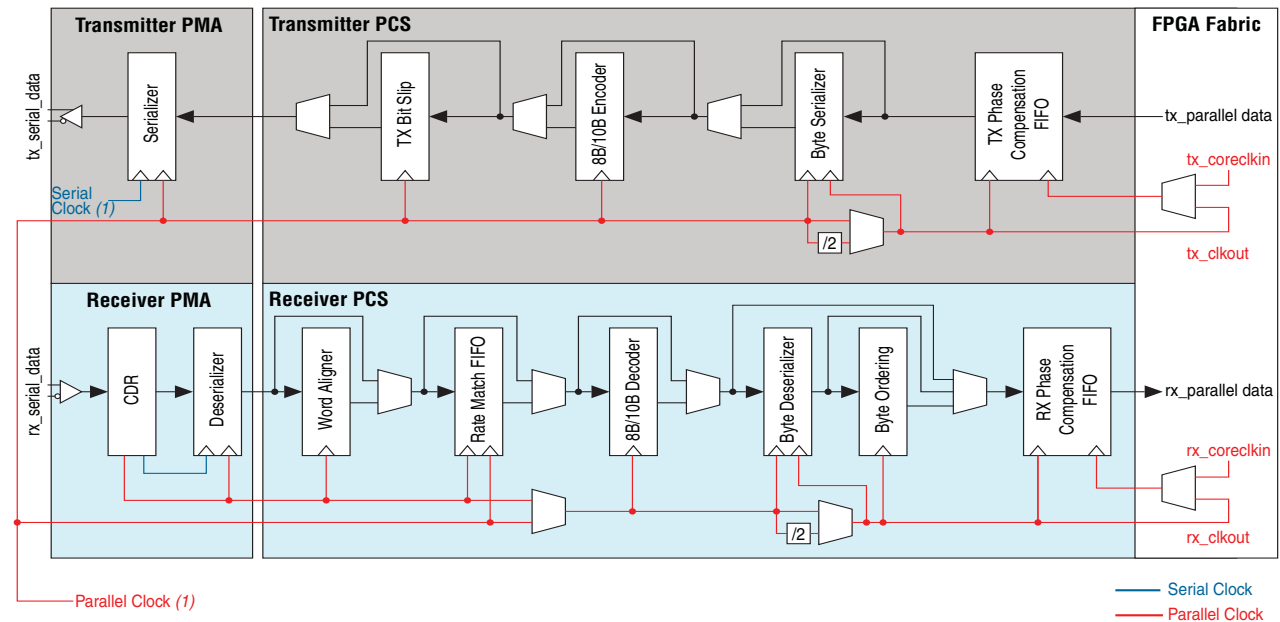 Transmitter PMA
Transmitter PCS
FPGA Fabric
tx_serial_data
Serializer
TX Bit Slip
8B/10B Encoder
Byte Serializer
TX Phase
Compensation
FIFO
tx_parallel data
tx_coreclkin
Serial
Clock (1)
/2
tx_clkout
Receiver PMA
Receiver PCS
rx_serial_data
CDR
Deserializer
Word Aligner
Rate Match FIFO
8B/10B Decoder
Byte Deserializer
Byte Ordering
RX Phase
Compensation
FIFO
rx_parallel data
rx_coreclkin
/2
rx_clkout
Parallel Clock (1)
Serial Clock
Parallel Clock